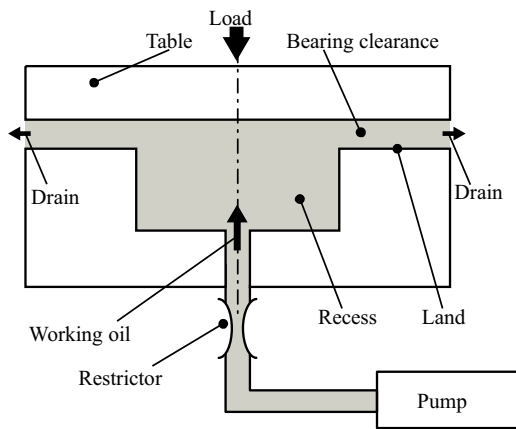 Load
Table
Bearing clearance
Drain
Drain
Working oil
Recess
Land
Restrictor
Pump